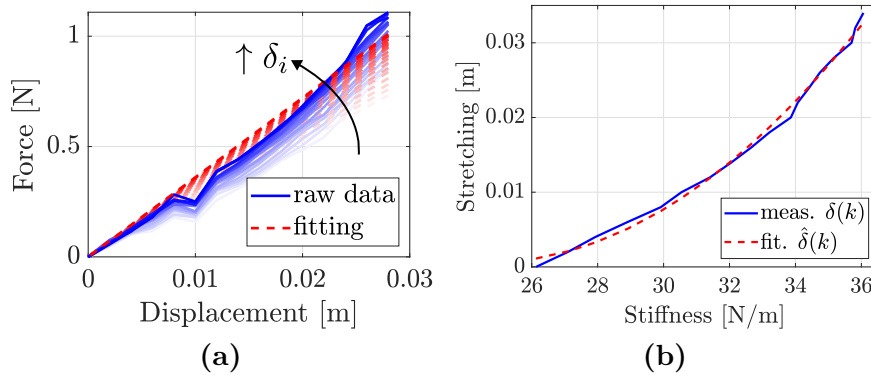 Force [N]
1
0.5
0
↑ δᵢ
raw data
fitting
0 0.01 0.02 0.03
Displacement [m]
(a)
Stretching [m]
0.03
0.02
0.01
0
meas. δ(k)
fit. δ̂(k)
26 28 30 32 34 36
Stiffness [N/m]
(b)